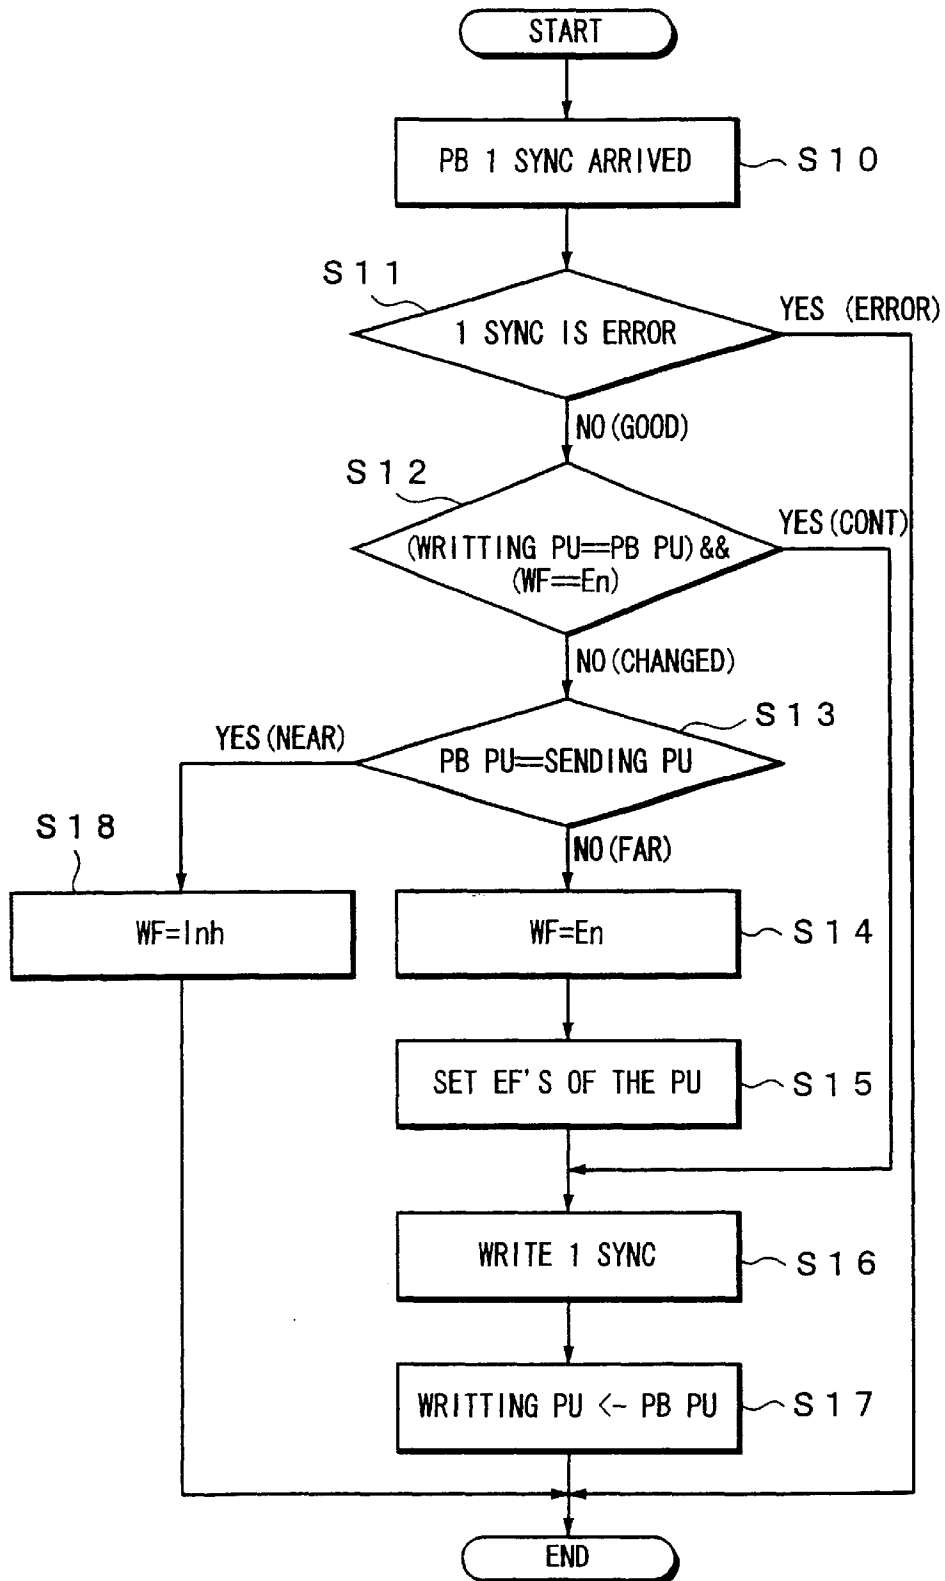 START
PB 1 SYNC ARRIVED
S10
S11
1 SYNC IS ERROR
YES (ERROR)
NO(GOOD)
S12
(WRITTING PU==PB PU)&&
(WF==En)
YES(CONT)
NO(CHANGED)
S13
YES(NEAR)
PB PU==SENDING PU
S18
NO(FAR)
WF=Inh
WF=En
S14
SET EF'S OF THE PU
S15
WRITE 1 SYNC
S16
WRITTING PU <- PB PU
S17
END